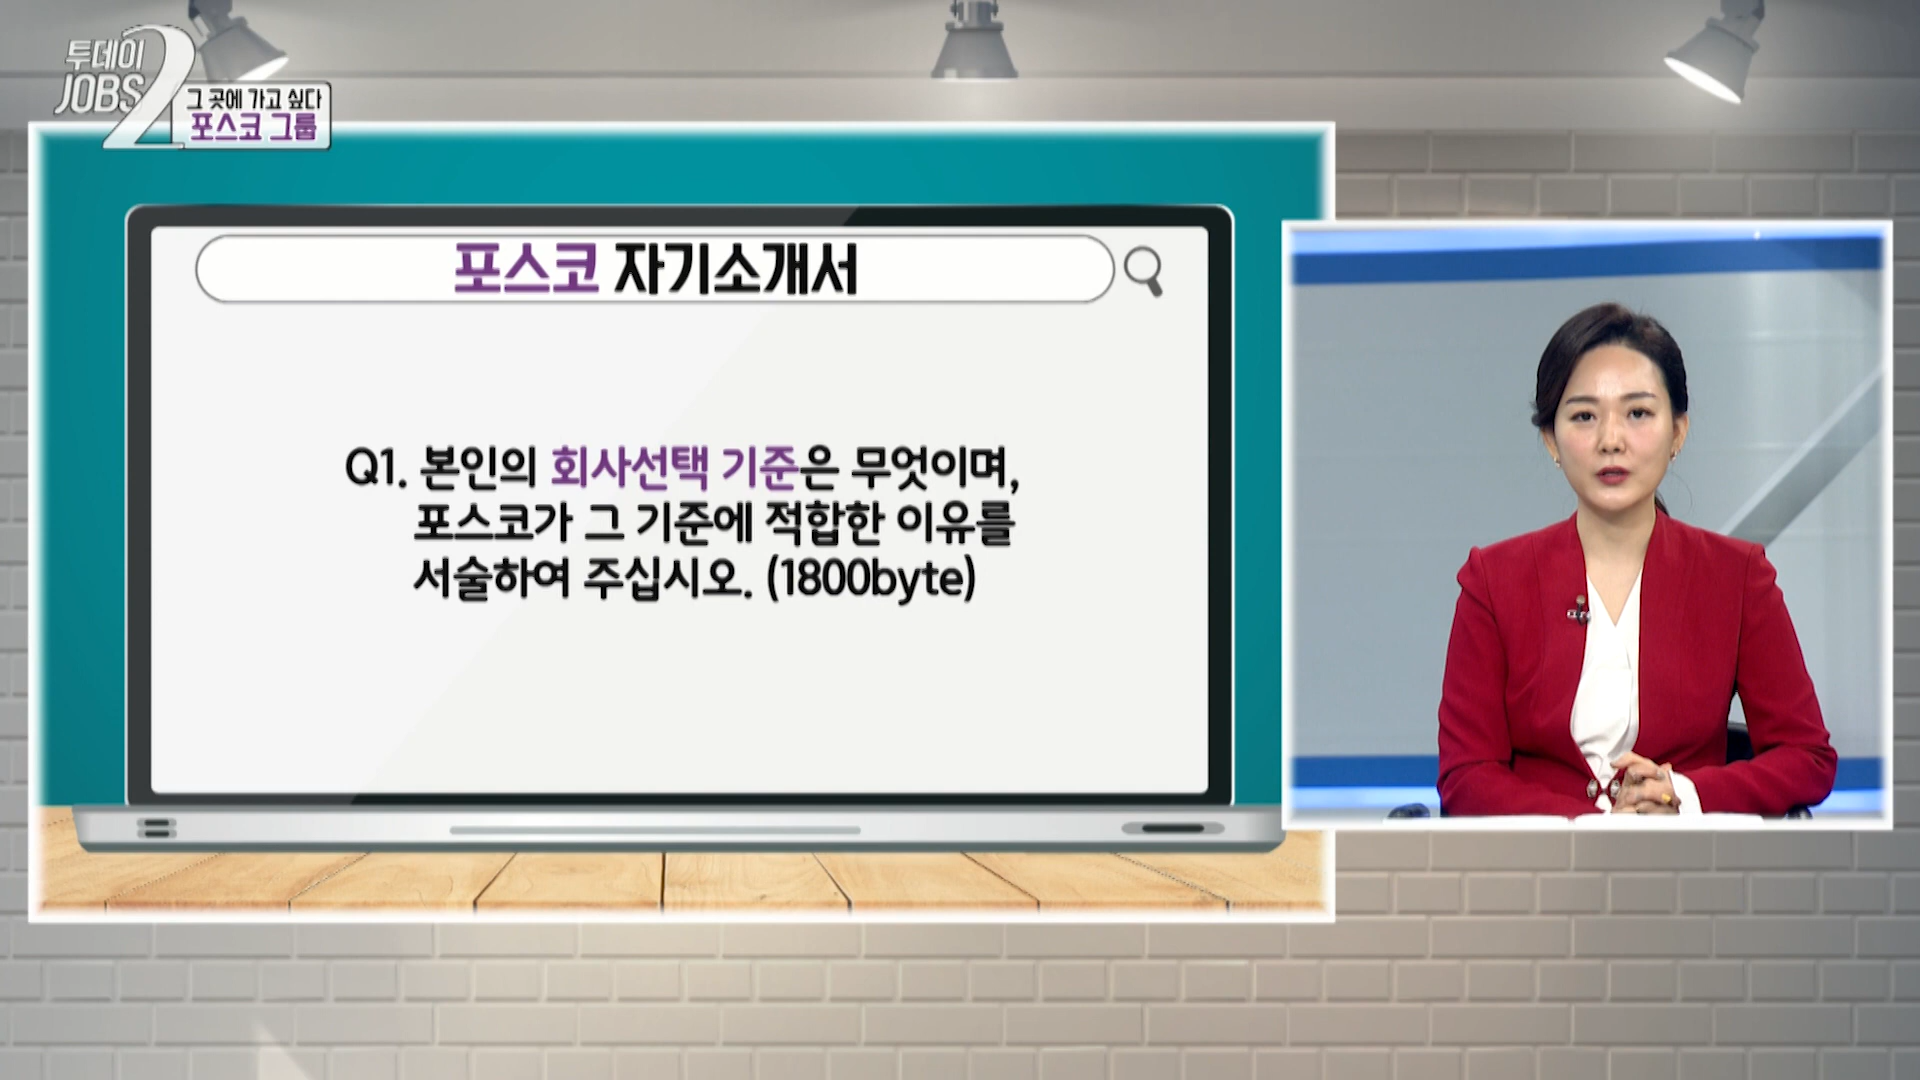 투데이
JOBS 2
그 곳에 가고 싶다
포스코 그룹
포스코 자기소개서
Q1. 본인의 회사선택 기준은 무엇이며,
포스코가 그 기준에 적합한 이유를
서술하여 주십시오. (1800byte)